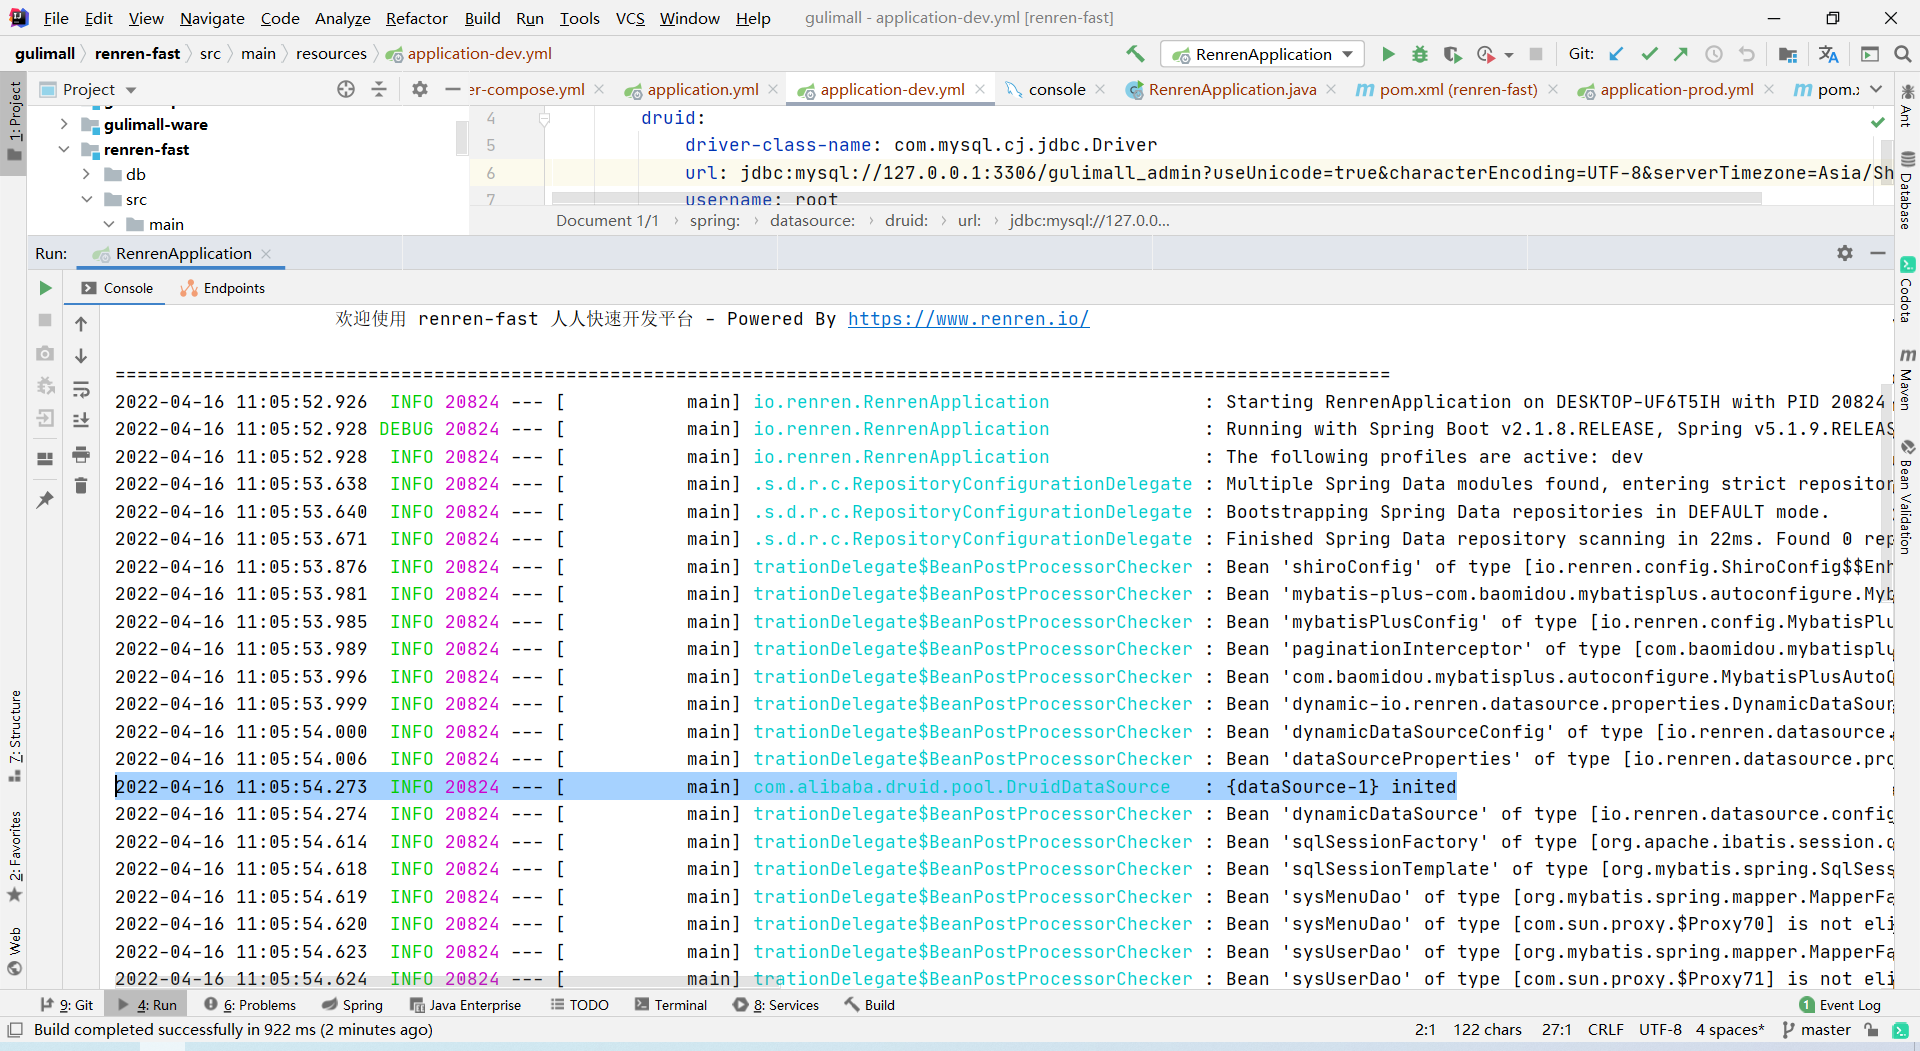 File Edit View Navigate Code Analyze Refactor Build Run Tools VCS Window Help gulimall - application-dev.yml [renren-fast]
gulimall renren-fast src main resources application-dev.yml RenrenApplication Git:
Project er-compose.yml application.yml application-dev.yml console RenrenApplication.java pom.xml (renren-fast) application-prod.yml pom.x
gulimall-ware
renren-fast
db
src
main
4 druid:
5 driver-class-name: com.mysql.cj.jdbc.Driver
6 url: jdbc:mysql://127.0.0.1:3306/gulimall_admin?useUnicode=true&characterEncoding=UTF-8&serverTimezone=Asia/Sh
7 username: root
Document 1/1 › spring: › datasource: › druid: › url: › jdbc:mysql://127.0.0...
Run: RenrenApplication
Console Endpoints
欢迎使用 renren-fast 人人快速开发平台 - Powered By https://www.renren.io/
====================================================================================================================
2022-04-16 11:05:52.926 INFO 20824 --- [ main] io.renren.RenrenApplication : Starting RenrenApplication on DESKTOP-UF6T5IH with PID 20824
2022-04-16 11:05:52.928 DEBUG 20824 --- [ main] io.renren.RenrenApplication : Running with Spring Boot v2.1.8.RELEASE, Spring v5.1.9.RELEAS
2022-04-16 11:05:52.928 INFO 20824 --- [ main] io.renren.RenrenApplication : The following profiles are active: dev
2022-04-16 11:05:53.638 INFO 20824 --- [ main] .s.d.r.c.RepositoryConfigurationDelegate : Multiple Spring Data modules found, entering strict repositor
2022-04-16 11:05:53.640 INFO 20824 --- [ main] .s.d.r.c.RepositoryConfigurationDelegate : Bootstrapping Spring Data repositories in DEFAULT mode.
2022-04-16 11:05:53.671 INFO 20824 --- [ main] .s.d.r.c.RepositoryConfigurationDelegate : Finished Spring Data repository scanning in 22ms. Found 0 rep
2022-04-16 11:05:53.876 INFO 20824 --- [ main] trationDelegate$BeanPostProcessorChecker : Bean 'shiroConfig' of type [io.renren.config.ShiroConfig$$Enh
2022-04-16 11:05:53.981 INFO 20824 --- [ main] trationDelegate$BeanPostProcessorChecker : Bean 'mybatis-plus-com.baomidou.mybatisplus.autoconfigure.Myb
2022-04-16 11:05:53.985 INFO 20824 --- [ main] trationDelegate$BeanPostProcessorChecker : Bean 'mybatisPlusConfig' of type [io.renren.config.MybatisPlu
2022-04-16 11:05:53.989 INFO 20824 --- [ main] trationDelegate$BeanPostProcessorChecker : Bean 'paginationInterceptor' of type [com.baomidou.mybatisplu
2022-04-16 11:05:53.996 INFO 20824 --- [ main] trationDelegate$BeanPostProcessorChecker : Bean 'com.baomidou.mybatisplus.autoconfigure.MybatisPlusAutoC
2022-04-16 11:05:53.999 INFO 20824 --- [ main] trationDelegate$BeanPostProcessorChecker : Bean 'dynamic-io.renren.datasource.properties.DynamicDataSour
2022-04-16 11:05:54.000 INFO 20824 --- [ main] trationDelegate$BeanPostProcessorChecker : Bean 'dynamicDataSourceConfig' of type [io.renren.datasource.
2022-04-16 11:05:54.006 INFO 20824 --- [ main] trationDelegate$BeanPostProcessorChecker : Bean 'dataSourceProperties' of type [io.renren.datasource.pro
2022-04-16 11:05:54.273 INFO 20824 --- [ main] com.alibaba.druid.pool.DruidDataSource : {dataSource-1} inited
2022-04-16 11:05:54.274 INFO 20824 --- [ main] trationDelegate$BeanPostProcessorChecker : Bean 'dynamicDataSource' of type [io.renren.datasource.config
2022-04-16 11:05:54.614 INFO 20824 --- [ main] trationDelegate$BeanPostProcessorChecker : Bean 'sqlSessionFactory' of type [org.apache.ibatis.session.d
2022-04-16 11:05:54.618 INFO 20824 --- [ main] trationDelegate$BeanPostProcessorChecker : Bean 'sqlSessionTemplate' of type [org.mybatis.spring.SqlSess
2022-04-16 11:05:54.619 INFO 20824 --- [ main] trationDelegate$BeanPostProcessorChecker : Bean 'sysMenuDao' of type [org.mybatis.spring.mapper.MapperFa
2022-04-16 11:05:54.620 INFO 20824 --- [ main] trationDelegate$BeanPostProcessorChecker : Bean 'sysMenuDao' of type [com.sun.proxy.$Proxy70] is not eli
2022-04-16 11:05:54.623 INFO 20824 --- [ main] trationDelegate$BeanPostProcessorChecker : Bean 'sysUserDao' of type [org.mybatis.spring.mapper.MapperFa
2022-04-16 11:05:54.624 INFO 20824 --- [ main] trationDelegate$BeanPostProcessorChecker : Bean 'sysUserDao' of type [com.sun.proxy.$Proxy71] is not eli
1: Project
7: Structure
2: Favorites
Web
Ant
Database
Codota
Maven
Bean Validation
9: Git 4: Run 6: Problems Spring Java Enterprise TODO Terminal 8: Services Build 1 Event Log
Build completed successfully in 922 ms (2 minutes ago) 2:1 122 chars 27:1 CRLF UTF-8 4 spaces* master